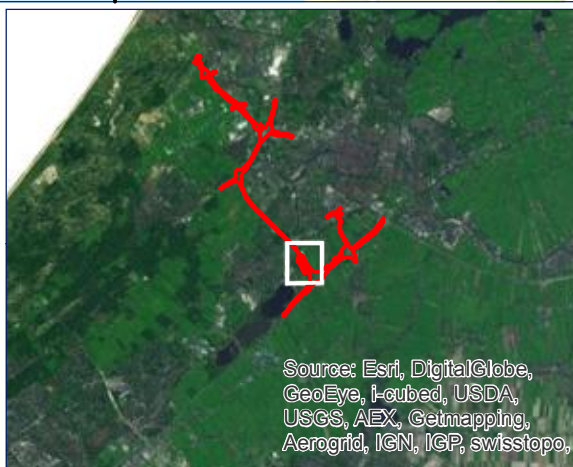 Source: Esri, DigitalGlobe,
GeoEye, i-cubed, USDA,
USGS, AEX, Getmapping,
Aerogrid, IGN, IGP, swisstopo,